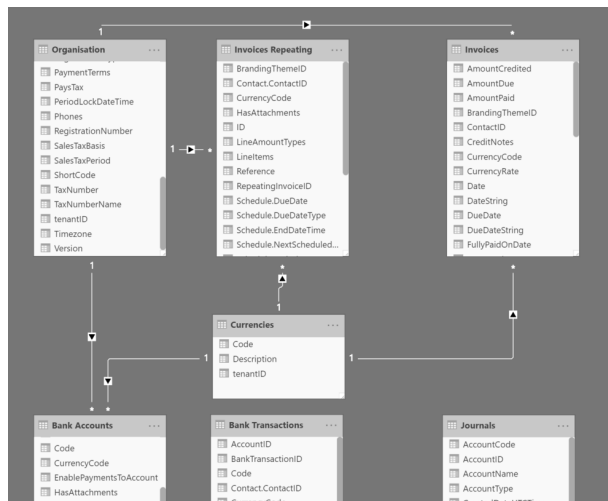 1
*
Organisation
PaymentTerms
PaysTax
PeriodLockDateTime
Phones
RegistrationNumber
SalesTaxBasis
SalesTaxPeriod
ShortCode
TaxNumber
TaxNumberName
tenantID
Timezone
Version
1
*
Invoices Repeating
BrandingThemeID
Contact.ContactID
CurrencyCode
HasAttachments
ID
LineAmountTypes
LineItems
Reference
RepeatingInvoiceID
Schedule.DueDate
Schedule.DueDateType
Schedule.EndDateTime
Schedule.NextScheduled...
Invoices
AmountCredited
AmountDue
AmountPaid
BrandingThemeID
ContactID
CreditNotes
CurrencyCode
CurrencyRate
Date
DateString
DueDate
DueDateString
FullyPaidOnDate
1
*
*
1
Currencies
Code
Description
tenantID
1
1
*
*
Bank Accounts
Code
CurrencyCode
EnablePaymentsToAccount
HasAttachments
Bank Transactions
AccountID
BankTransactionID
Code
Contact.ContactID
Journals
AccountCode
AccountID
AccountName
AccountType